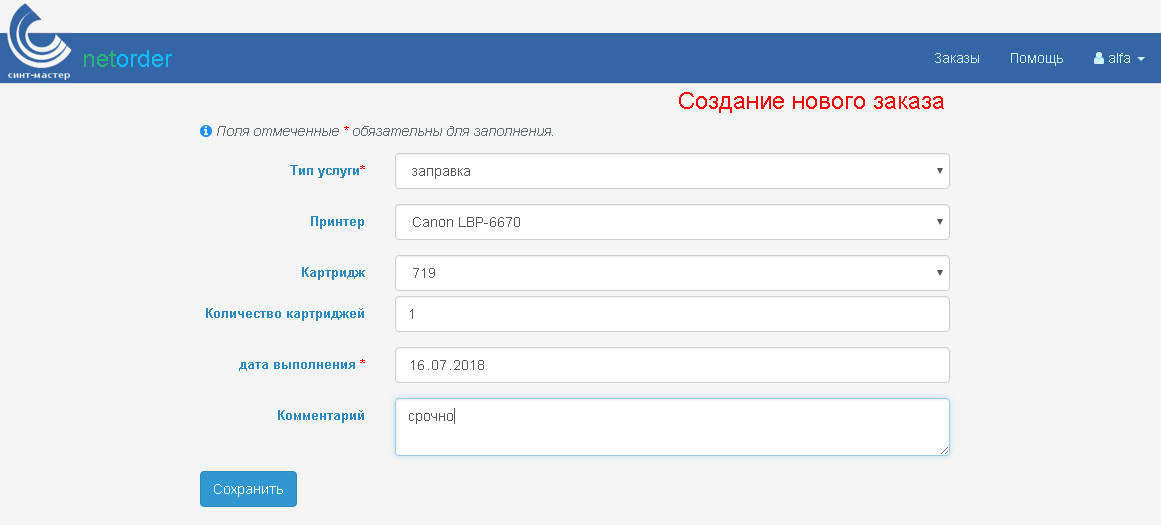 синт-мастер
netorder
Заказы Помощь alfa
Создание нового заказа
Поля отмеченные * обязательны для заполнения.
Тип услуги* заправка
Принтер Canon LBP-6670
Картридж 719
Количество картриджей 1
дата выполнения * 16.07.2018
Комментарий срочно
Сохранить